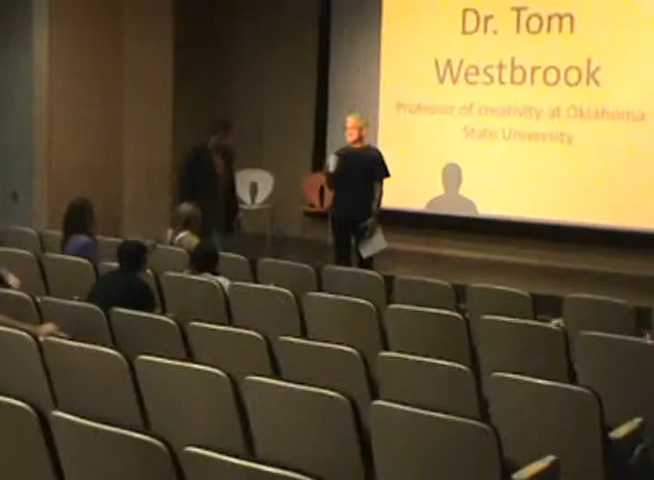 Dr. Tom
Westbrook
Professor of creativity at Oklahoma
State University